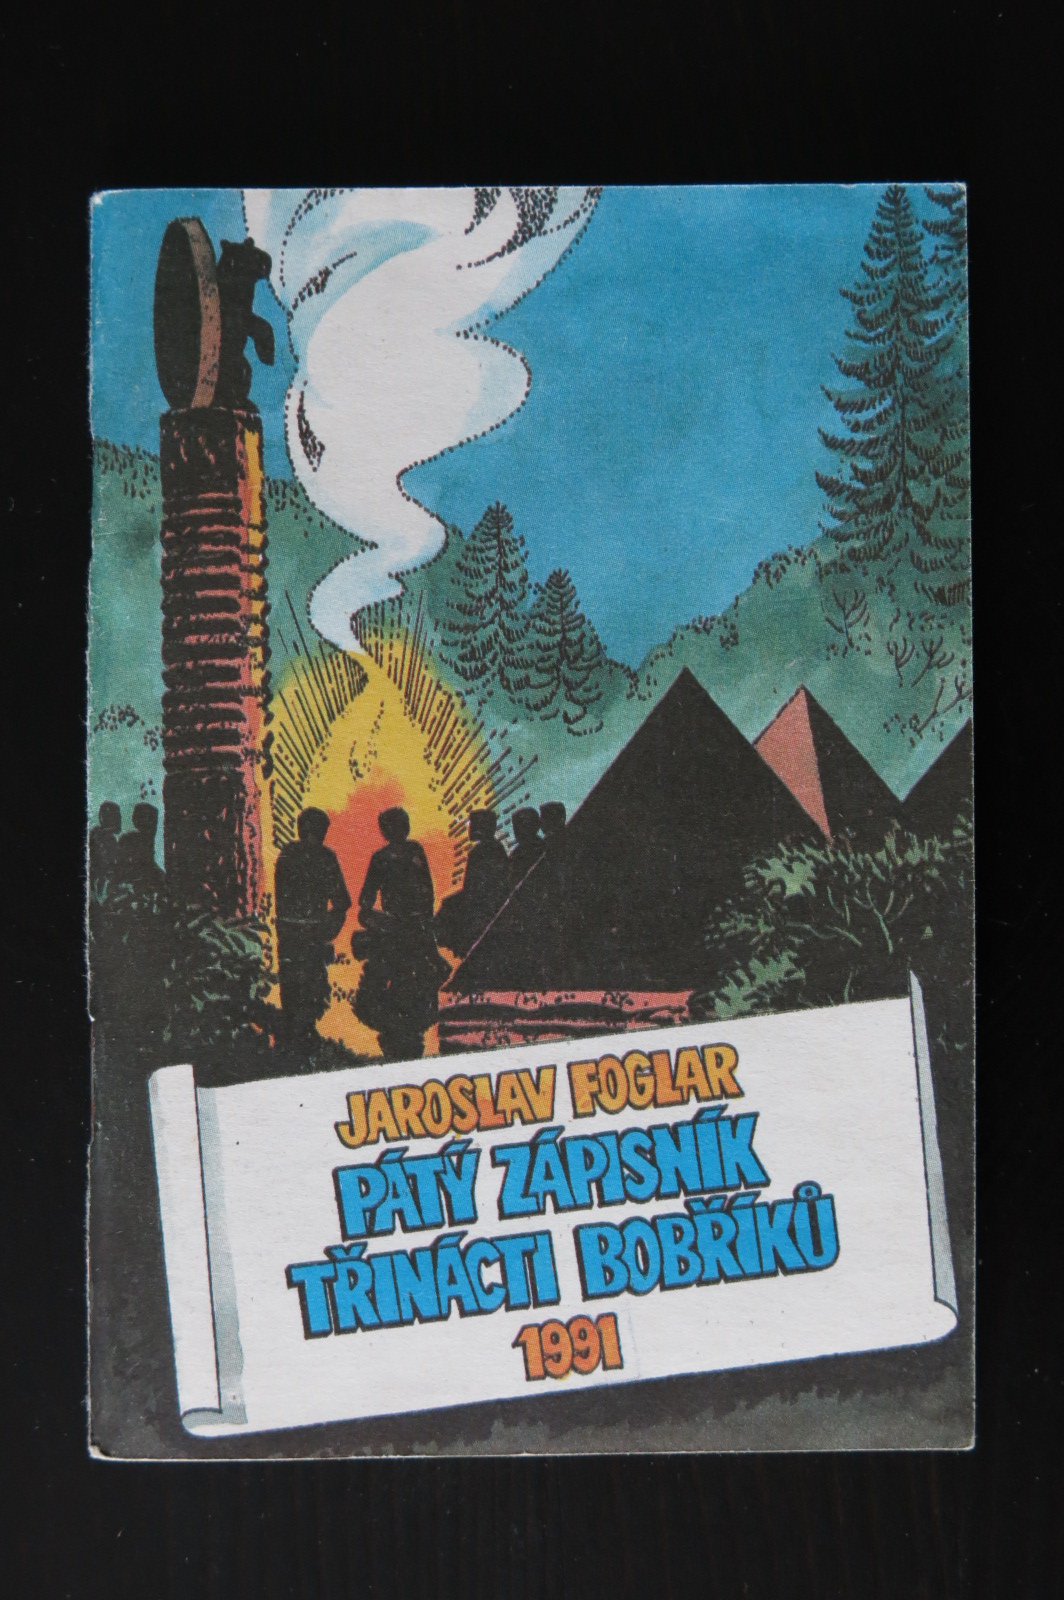 JAROSLAV FOGLAR
PÁTÝ ZÁPISNÍK
TŘINÁCTI BOBŘÍKŮ
1991